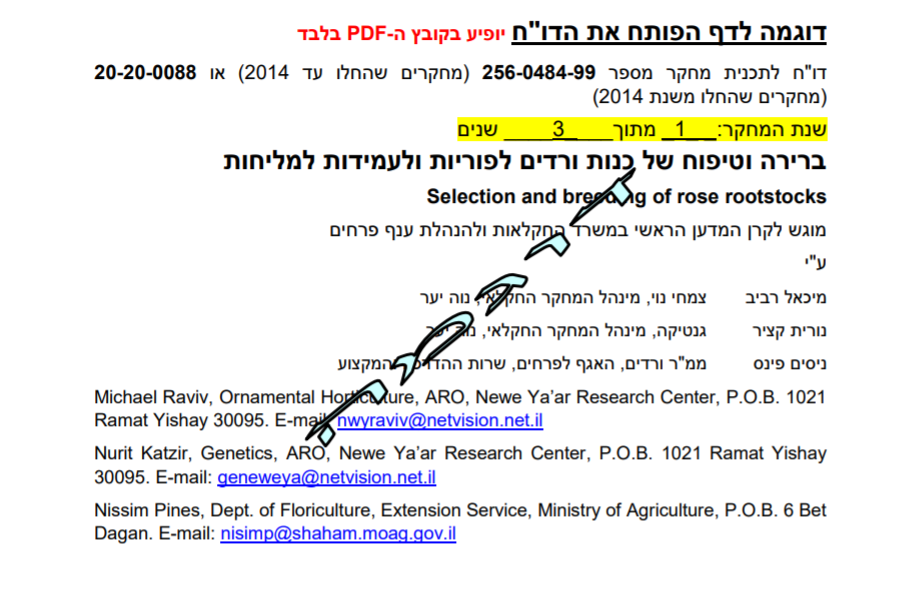 דוגמה לדף הפותח את הדו"ח יופיע בקובץ ה-PDF בלבד
דו"ח לתכנית מחקר מספר 256-0484-99 (מחקרים שהחלו עד 2014) או 20-20-0088
(מחקרים שהחלו משנת 2014)
שנת המחקר: __1__ מתוך____3____ שנים
ברירה וטיפוח של כנות ורדים לפוריות ולעמידות למליחות
Selection and breeding of rose rootstocks
מוגש לקרן המדען הראשי במשרד החקלאות ולהנהלת ענף פרחים
ע"י
מיכאל רביב צמחי נוי, מינהל המחקר החקלאי, נוה יער
נורית קציר גנטיקה, מינהל המחקר החקלאי, נוה יער
ניסים פינס ממ"ר ורדים, האגף לפרחים, שרות ההדרכה והמקצוע
Michael Raviv, Ornamental Horticulture, ARO, Newe Ya'ar Research Center, P.O.B. 1021
Ramat Yishay 30095. E-mail: nwyraviv@netvision.net.il
Nurit Katzir, Genetics, ARO, Newe Ya'ar Research Center, P.O.B. 1021 Ramat Yishay
30095. E-mail: geneweya@netvision.net.il
Nissim Pines, Dept. of Floriculture, Extension Service, Ministry of Agriculture, P.O.B. 6 Bet
Dagan. E-mail: nisimp@shaham.moag.gov.il